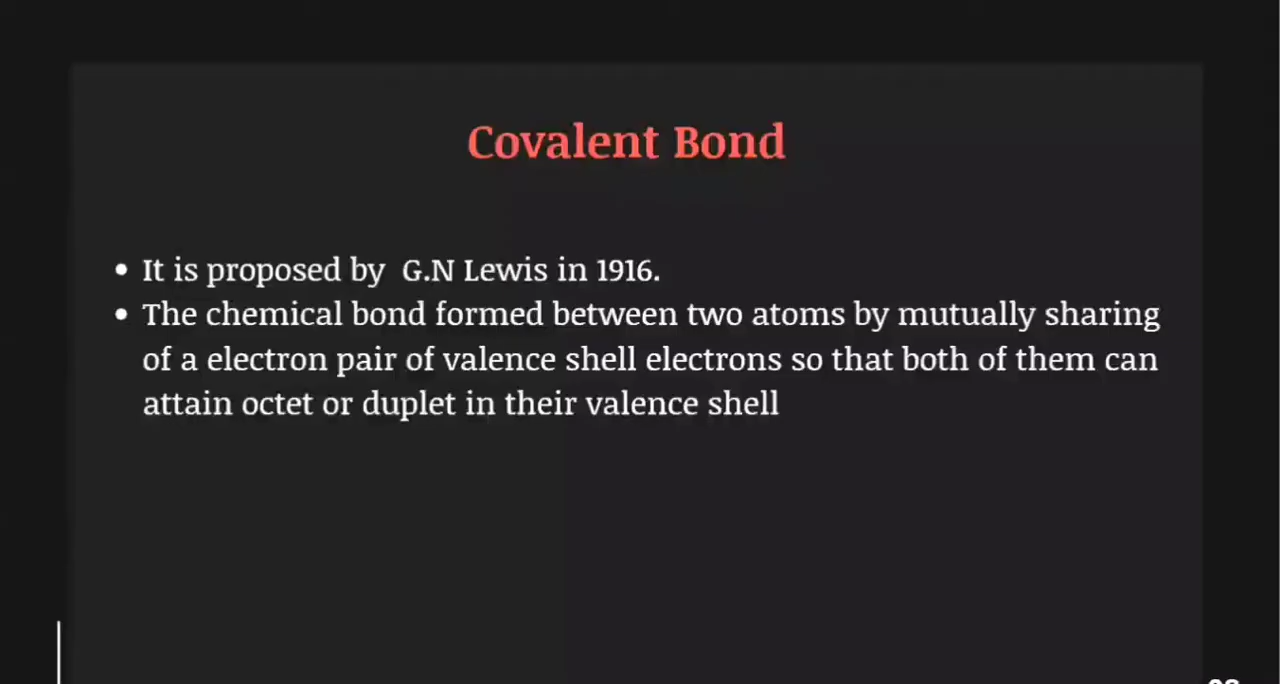 Covalent Bond
• It is proposed by G.N Lewis in 1916.
• The chemical bond formed between two atoms by mutually sharing
of a electron pair of valence shell electrons so that both of them can
attain octet or duplet in their valence shell